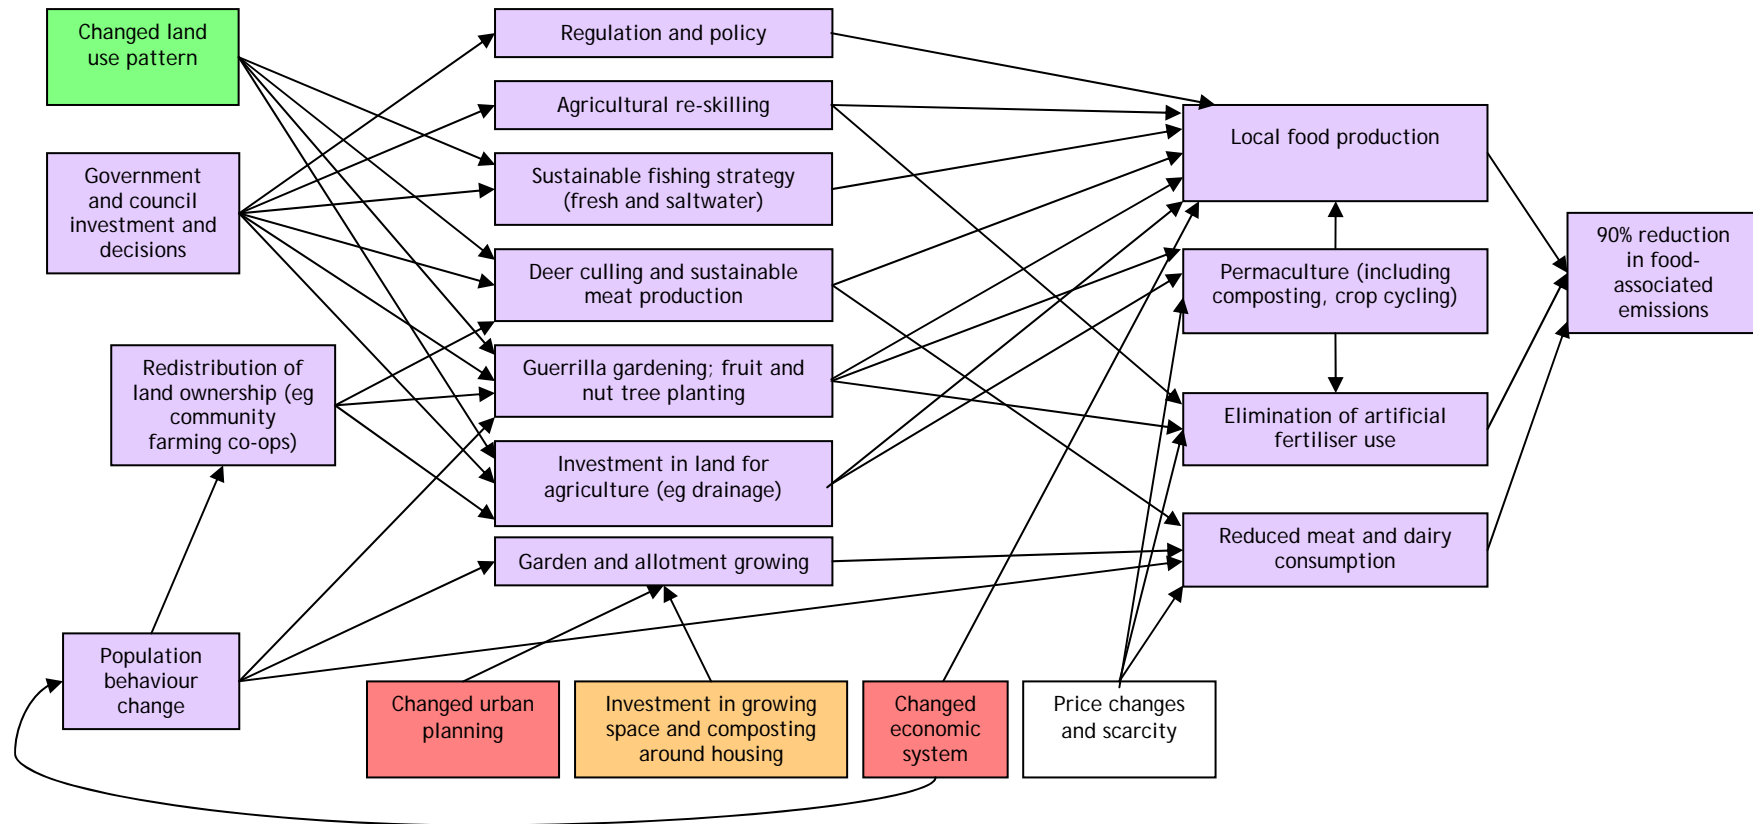 Changed land
use pattern
Government
and council
investment and
decisions
Redistribution of
land ownership (eg
community
farming co-ops)
Population
behaviour
change
Regulation and policy
Agricultural re-skilling
Sustainable fishing strategy
(fresh and saltwater)
Deer culling and sustainable
meat production
Guerrilla gardening; fruit and
nut tree planting
Investment in land for
agriculture (eg drainage)
Garden and allotment growing
Changed urban
planning
Investment in growing
space and composting
around housing
Changed
economic
system
Price changes
and scarcity
Local food production
Permaculture (including
composting, crop cycling)
Elimination of artificial
fertiliser use
Reduced meat and dairy
consumption
90% reduction
in food-
associated
emissions